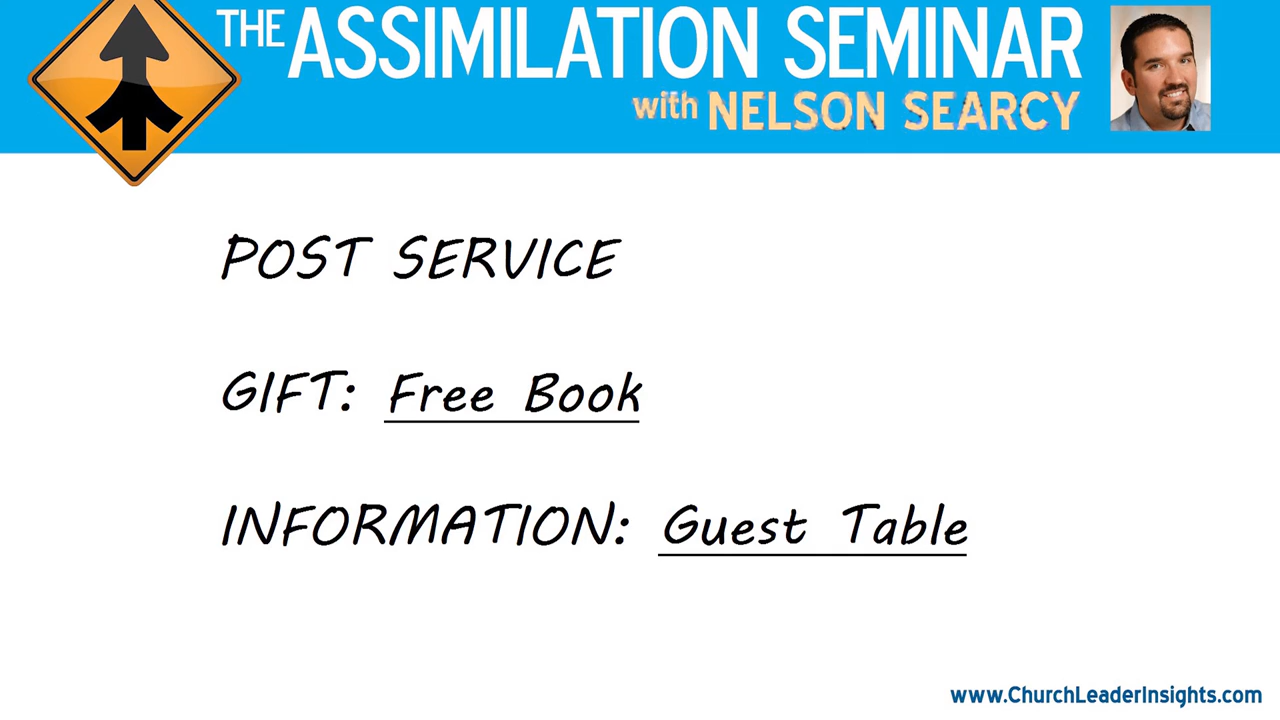 THE ASSIMILATION SEMINAR
with NELSON SEARCY
POST SERVICE
GIFT: Free Book
INFORMATION: Guest Table
www.ChurchLeaderInsights.com